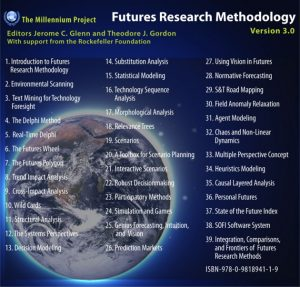 The Millennium Project
Futures Research Methodology
Version 3.0
Editors Jerome C. Glenn and Theodore J. Gordon
With support from the Rockefeller Foundation
1. Introduction to Futures
Research Methodology
2. Environmental Scanning
3. Text Mining for Technology
Foresight
4. The Delphi Method
5. Real-Time Delphi
6. The Futures Wheel
7. The Futures Polygon
8. Trend Impact Analysis
9. Cross-Impact Analysis
10. Wild Cards
11. Structural Analysis
12. The Systems Perspectives
13. Decision Modeling
14. Substitution Analysis
15. Statistical Modeling
16. Technology Sequence
Analysis
17. Morphological Analysis
18. Relevance Trees
19. Scenarios
20. A Toolbox for Scenario Planning
21. Interactive Scenarios
22. Robust Decisionmaking
23. Participatory Methods
24. Simulation and Games
25. Genius Forecasting, Intuition,
and Vision
26. Prediction Markets
27. Using Vision in Futures
28. Normative Forecasting
29. S&T Road Mapping
30. Field Anomaly Relaxation
31. Agent Modeling
32. Chaos and Non-Linear
Dynamics
33. Multiple Perspective Concept
34. Heuristics Modeling
35. Causal Layered Analysis
36. Personal Futures
37. State of the Future Index
38. SOFI Software System
39. Integration, Comparisons,
and Frontiers of Futures
Research Methods
ISBN-978-0-9818941-1-9